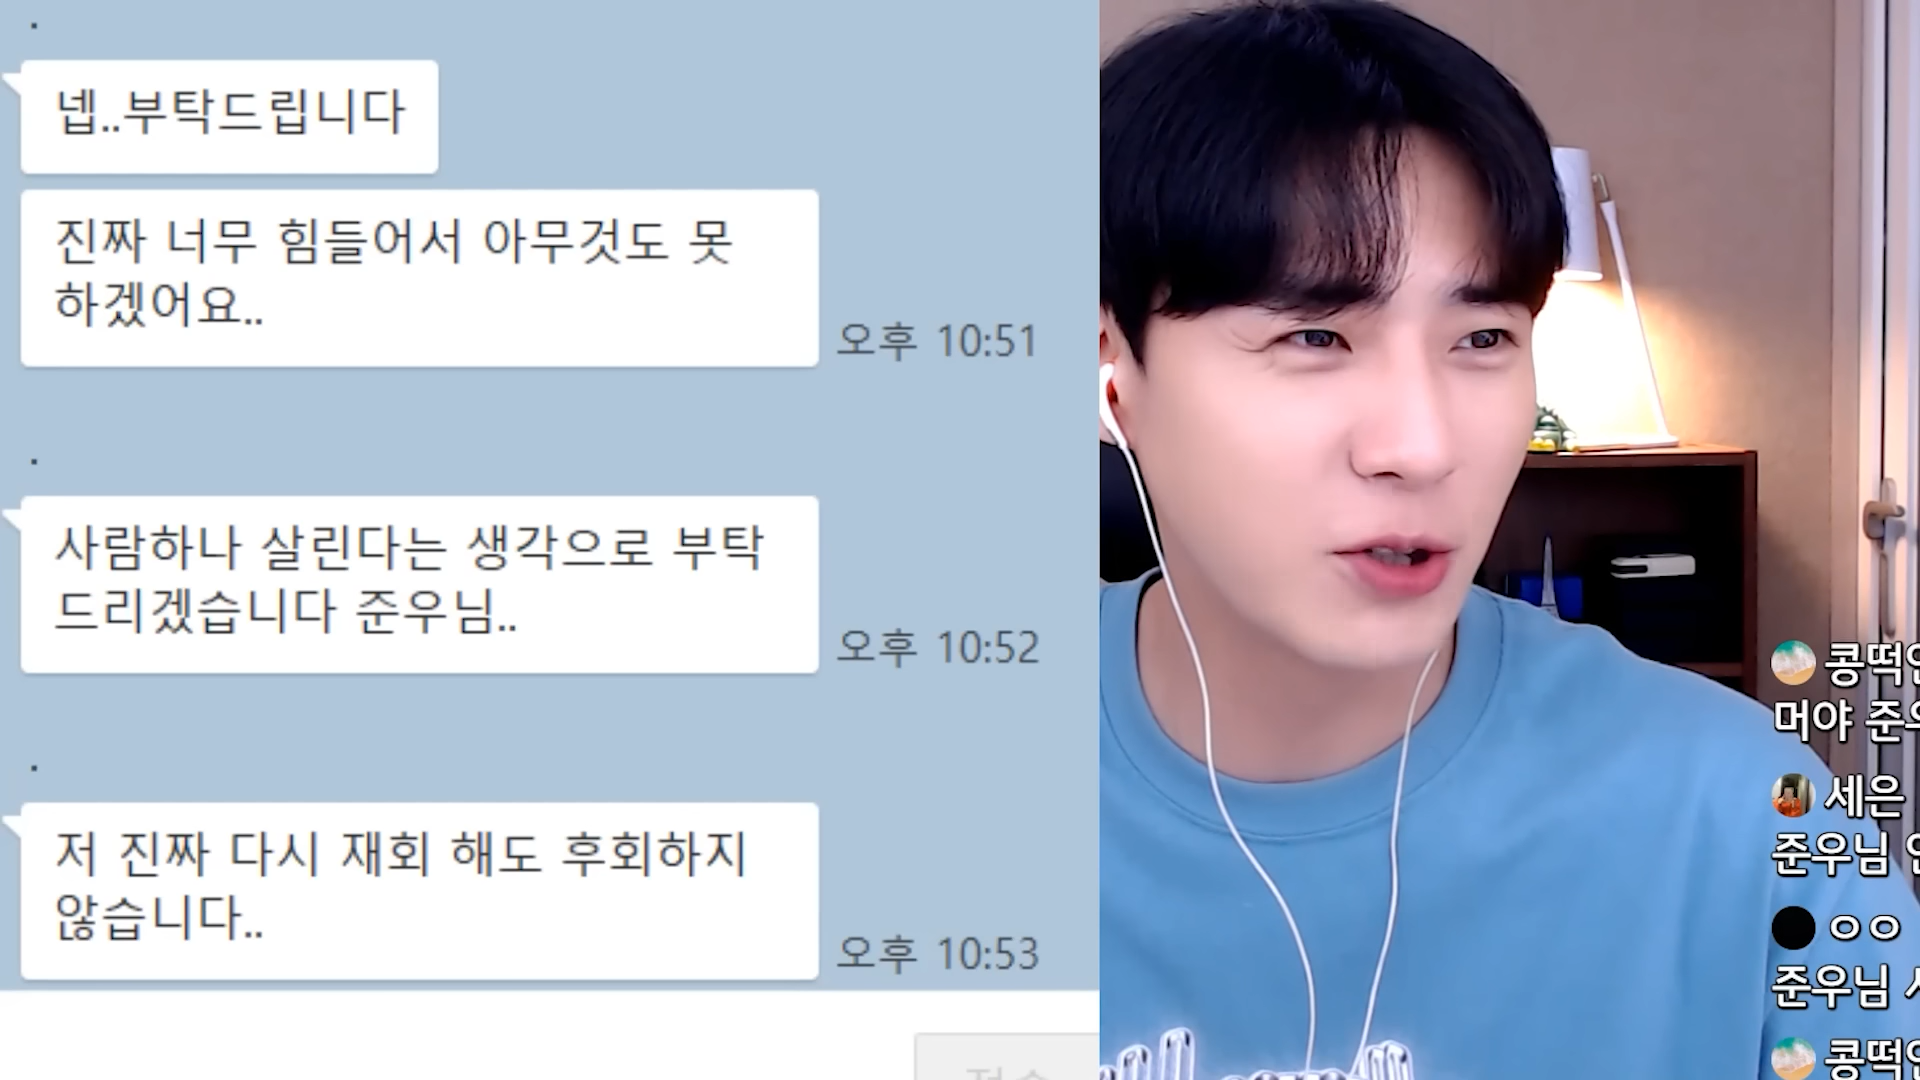 넵..부탁드립니다
진짜 너무 힘들어서 아무것도 못
하겠어요..
오후 10:51
사람하나 살린다는 생각으로 부탁
드리겠습니다 준우님..
오후 10:52
저 진짜 다시 재회 해도 후회하지
않습니다..
오후 10:53
콩떡
머야
세은
준우님
ㅇㅇ
준우님
콩떡